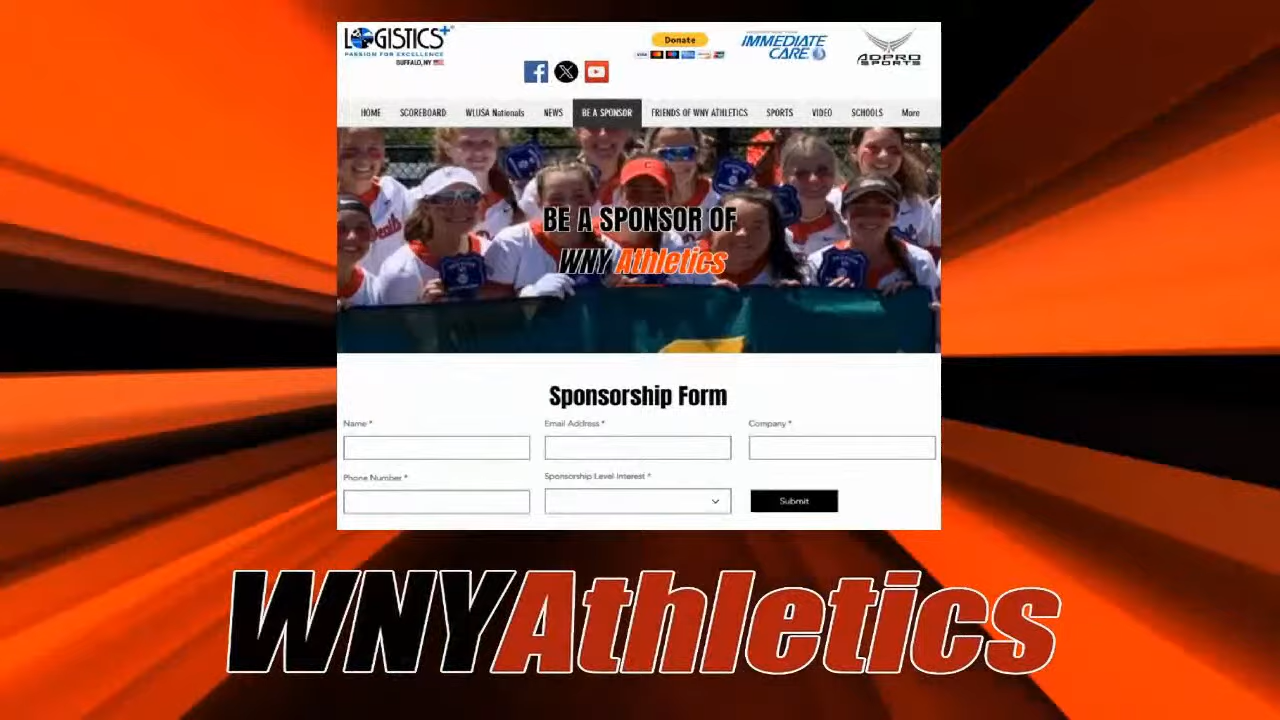 LOGISTICS+
PASSION FOR EXCELLENCE
BUFFALO, NY
Donate
VISA
IMMEDIATE
CARE
ADPRO
SPORTS
HOME SCOREBOARD WLUSA Nationals NEWS BE A SPONSOR FRIENDS OF WNY ATHLETICS SPORTS VIDEO SCHOOLS More
BE A SPONSOR OF
WNY Athletics
Sponsorship Form
Name * Email Address * Company *
Phone Number * Sponsorship Level Interest *
Submit
WNYAthletics